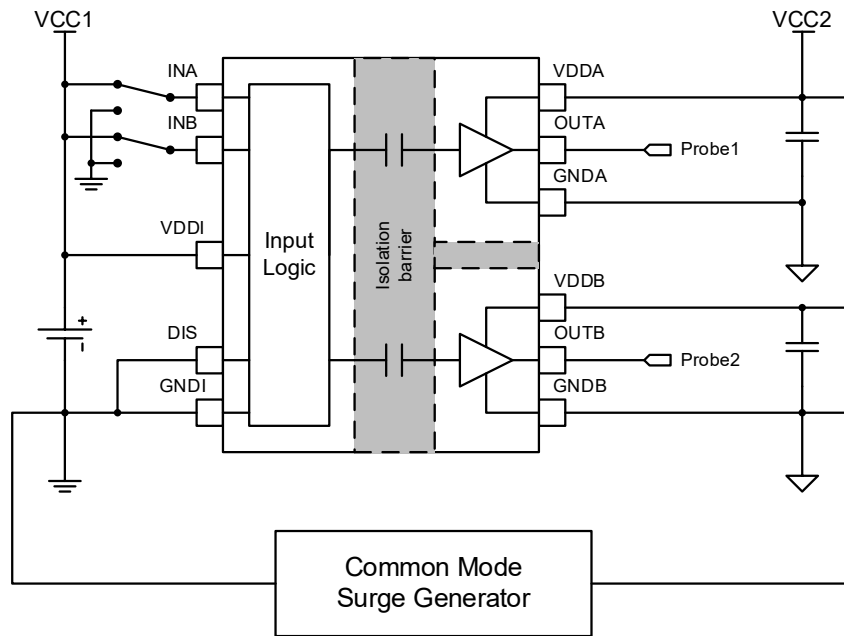 VCC1
VCC2
INA
VDDA
INB
OUTA
Probe1
GNDA
VDDI
Input
Logic
Isolation
barrier
VDDB
DIS
OUTB
Probe2
GNDI
GNDB
Common Mode
Surge Generator